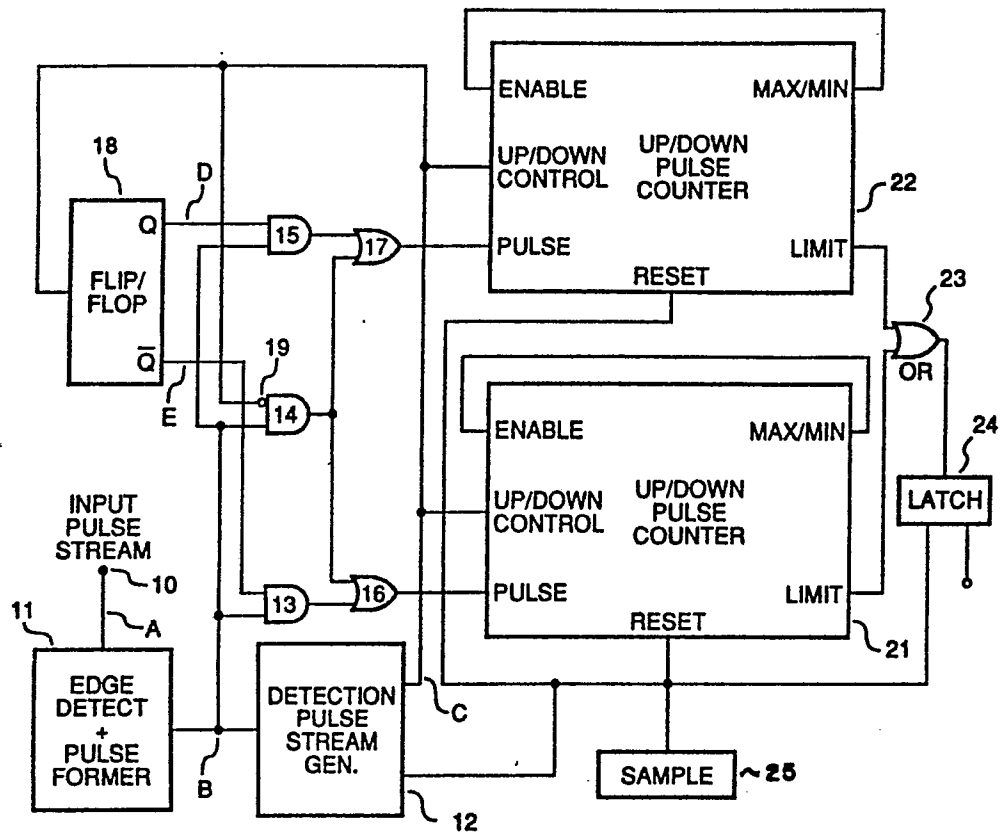 ENABLE
MAX/MIN
UP/DOWN
CONTROL
UP/DOWN
PULSE
COUNTER
22
PULSE
LIMIT
RESET
18
D
Q
FLIP/
FLOP
Q̅
E
15
17
19
14
23
OR
ENABLE
MAX/MIN
UP/DOWN
CONTROL
UP/DOWN
PULSE
COUNTER
24
LATCH
PULSE
LIMIT
RESET
21
INPUT
PULSE
STREAM
10
A
11
13
16
EDGE
DETECT
+
PULSE
FORMER
B
DETECTION
PULSE
STREAM
GEN.
C
12
SAMPLE
25